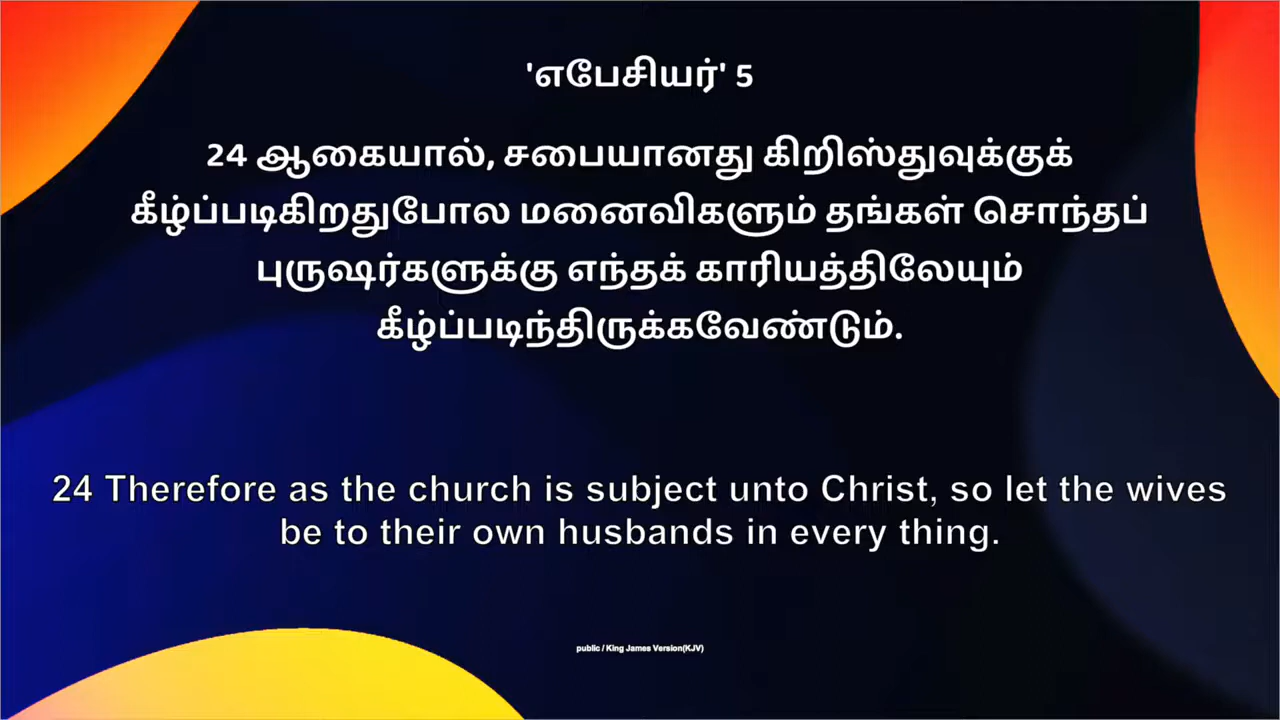 'எபேசியர்' 5
24 ஆகையால், சபையானது கிறிஸ்துவுக்குக்
கீழ்ப்படிகிறதுபோல மனைவிகளும் தங்கள் சொந்தப்
புருஷர்களுக்கு எந்தக் காரியத்திலேயும்
கீழ்ப்படிந்திருக்கவேண்டும்.
24 Therefore as the church is subject unto Christ, so let the wives
be to their own husbands in every thing.
public / King James Version(KJV)